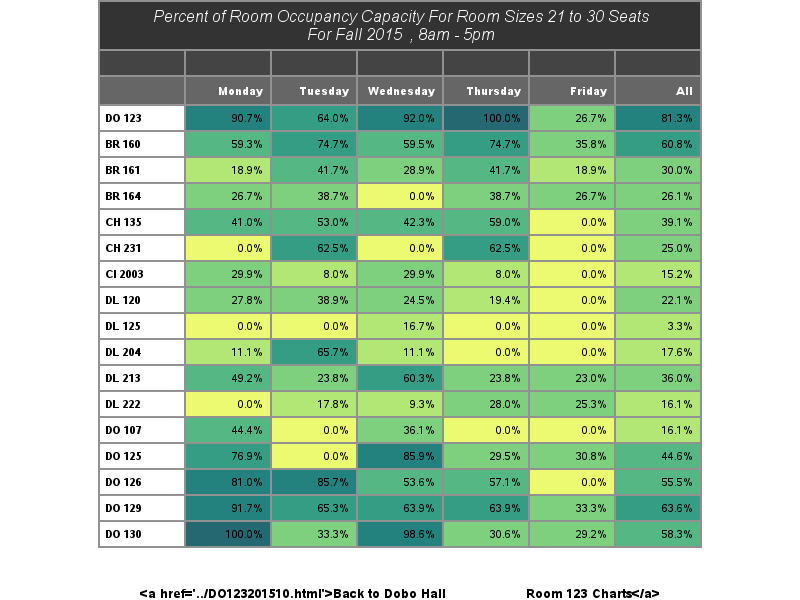 Percent of Room Occupancy Capacity For Room Sizes 21 to 30 Seats
For Fall 2015 , 8am - 5pm
Monday Tuesday Wednesday Thursday Friday All
DO 123 90.7% 64.0% 92.0% 100.0% 26.7% 81.3%
BR 160 59.3% 74.7% 59.5% 74.7% 35.8% 60.8%
BR 161 18.9% 41.7% 28.9% 41.7% 18.9% 30.0%
BR 164 26.7% 38.7% 0.0% 38.7% 26.7% 26.1%
CH 135 41.0% 53.0% 42.3% 59.0% 0.0% 39.1%
CH 231 0.0% 62.5% 0.0% 62.5% 0.0% 25.0%
CI 2003 29.9% 8.0% 29.9% 8.0% 0.0% 15.2%
DL 120 27.8% 38.9% 24.5% 19.4% 0.0% 22.1%
DL 125 0.0% 0.0% 16.7% 0.0% 0.0% 3.3%
DL 204 11.1% 65.7% 11.1% 0.0% 0.0% 17.6%
DL 213 49.2% 23.8% 60.3% 23.8% 23.0% 36.0%
DL 222 0.0% 17.8% 9.3% 28.0% 25.3% 16.1%
DO 107 44.4% 0.0% 36.1% 0.0% 0.0% 16.1%
DO 125 76.9% 0.0% 85.9% 29.5% 30.8% 44.6%
DO 126 81.0% 85.7% 53.6% 57.1% 0.0% 55.5%
DO 129 91.7% 65.3% 63.9% 63.9% 33.3% 63.6%
DO 130 100.0% 33.3% 98.6% 30.6% 29.2% 58.3%
<a href='../DO123201510.html'>Back to Dobo Hall Room 123 Charts</a>